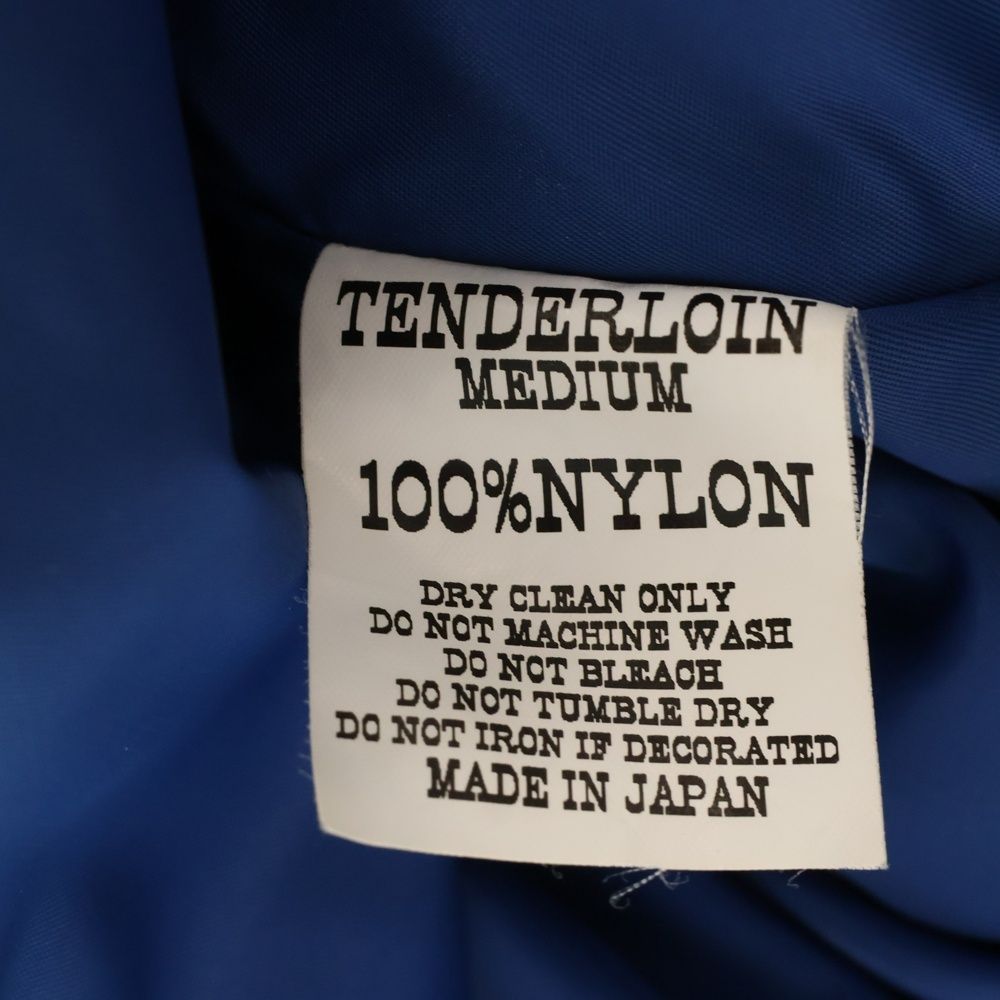 TENDERLOIN
MEDIUM
100%NYLON
DRY CLEAN ONLY
DO NOT MACHINE WASH
DO NOT BLEACH
DO NOT TUMBLE DRY
DO NOT IRON IF DECORATED
MADE IN JAPAN